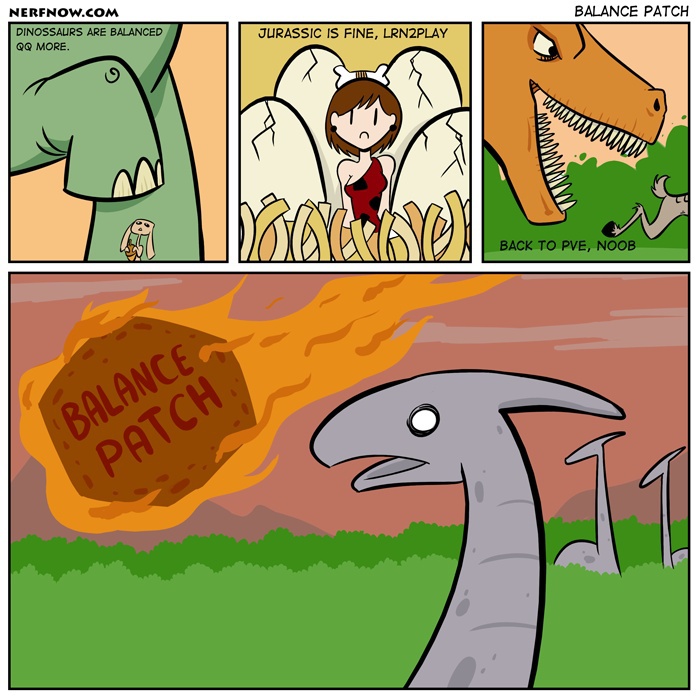 NERFNOW.COM
BALANCE PATCH
DINOSSAURS ARE BALANCED
QQ MORE.
JURASSIC IS FINE, LRN2PLAY
BACK TO PVE, NOOB
BALANCE
PATCH